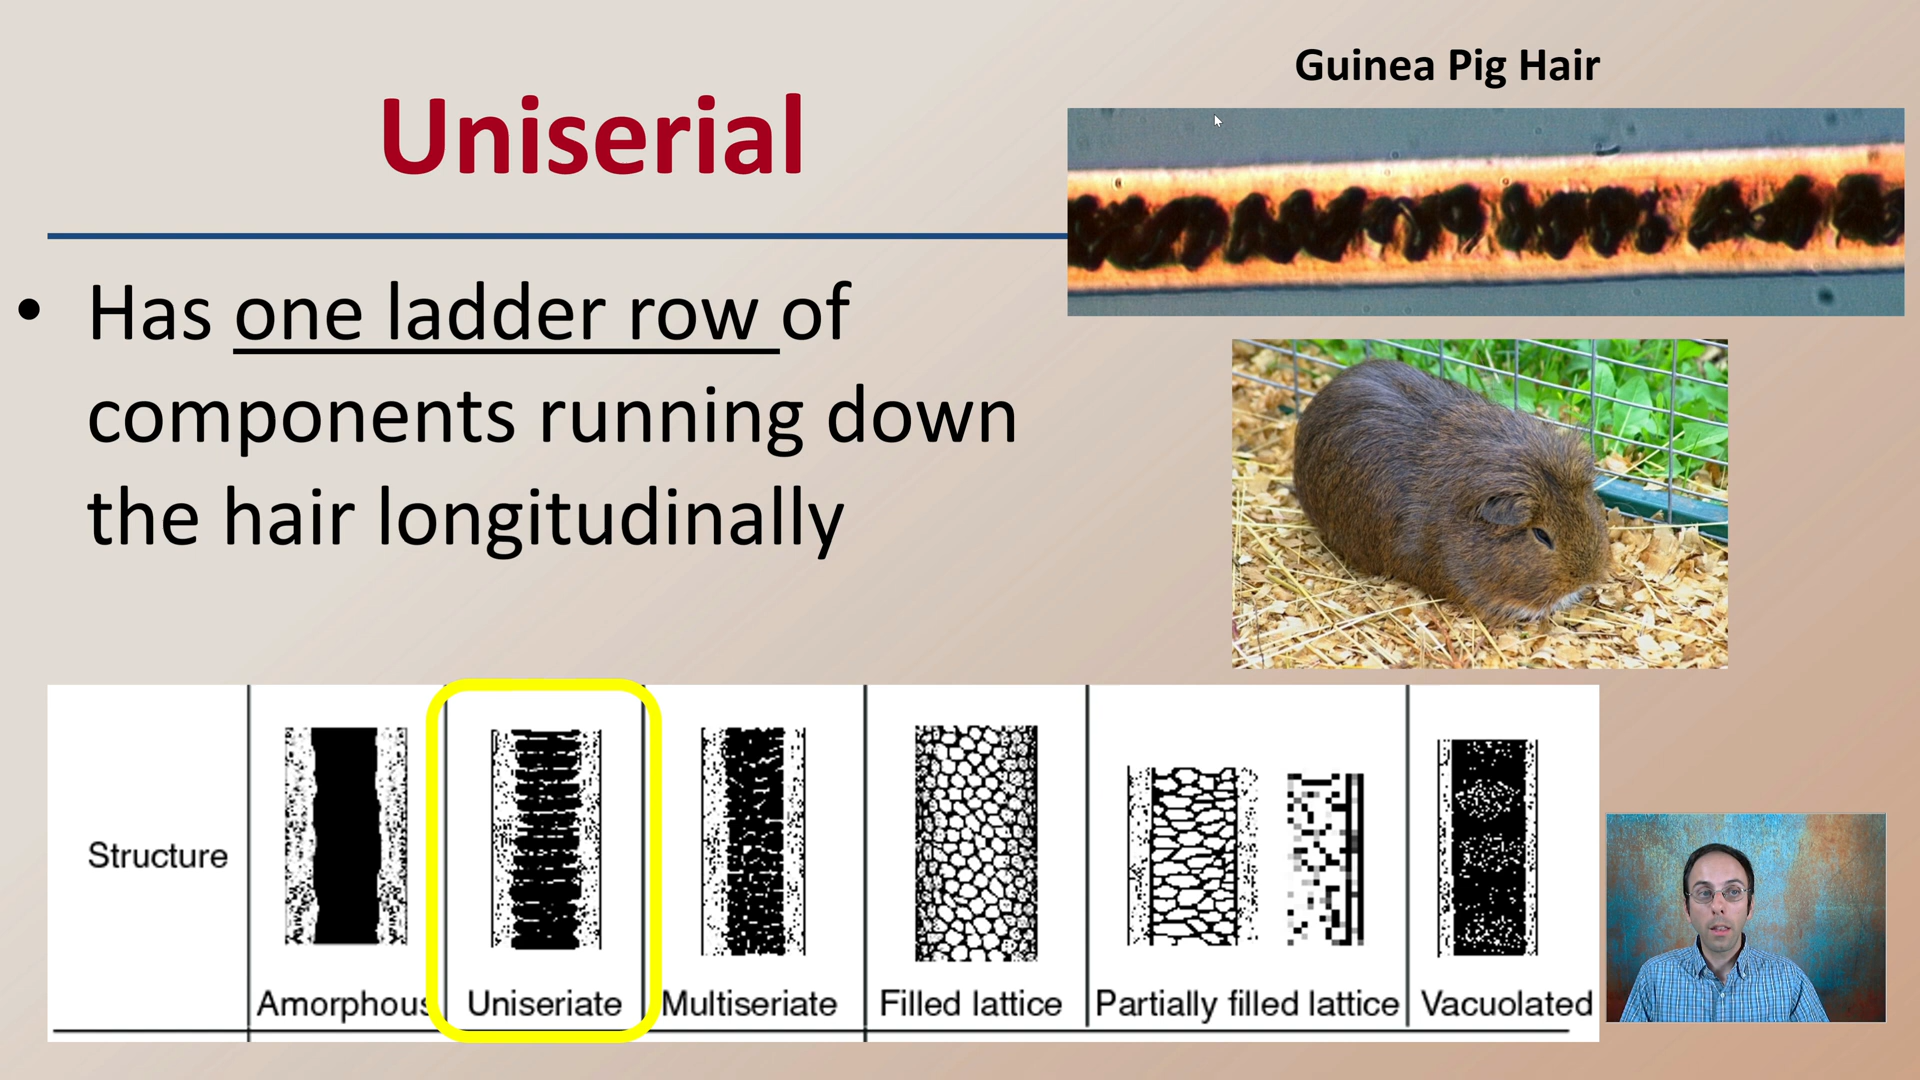 Guinea Pig Hair
Uniserial
• Has one ladder row of
components running down
the hair longitudinally
Structure
Amorphous
Uniseriate
Multiseriate
Filled lattice
Partially filled lattice
Vacuolated